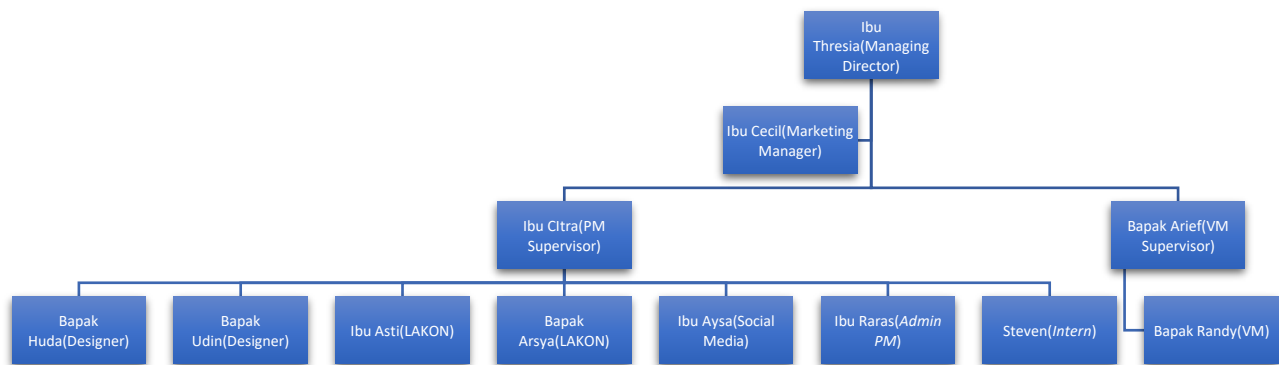 Ibu
Thresia(Managing
Director)
Ibu Cecil(Marketing
Manager)
Ibu CItra(PM
Supervisor)
Bapak Arief(VM
Supervisor)
Bapak
Huda(Designer)
Bapak
Udin(Designer)
Ibu Asti(LAKON)
Bapak
Arsya(LAKON)
Ibu Aysa(Social
Media)
Ibu Raras(Admin
PM)
Steven(Intern)
Bapak Randy(VM)